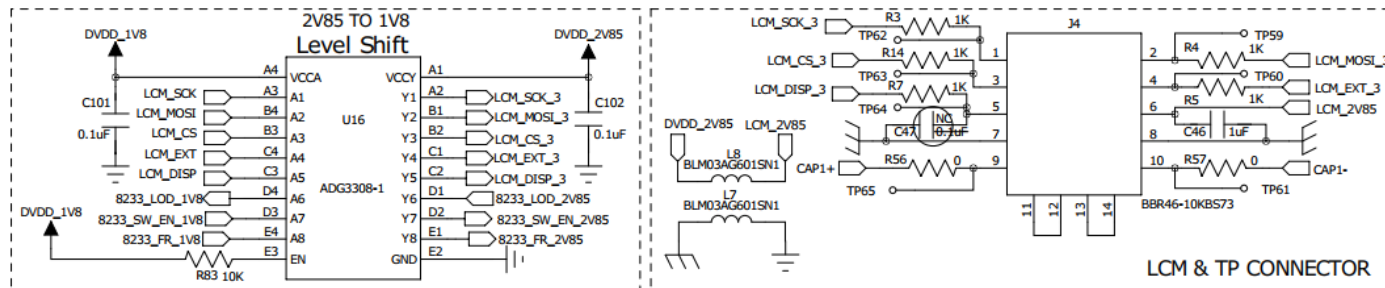 2V85 TO 1V8
Level Shift
DVDD_1V8
DVDD_2V85
A4 VCCA VCCY A1
LCM_SCK A3 A1 Y1 A2 LCM_SCK_3
C101
C102
LCM_MOSI B4 A2 U16 Y2 B1 LCM_MOSI_3
0.1uF
0.1uF
LCM_CS B3 A3 Y3 B2 LCM_CS_3
LCM_EXT C4 A4 Y4 C1 LCM_EXT_3
LCM_DISP C3 A5 ADG3308-1 Y5 C2 LCM_DISP_3
8233_LOD_1V8 D4 A6 Y6 D1 8233_LOD_2V85
DVDD_1V8
8233_SW_EN_1V8 D3 A7 Y7 D2 8233_SW_EN_2V85
8233_FR_1V8 E4 A8 Y8 E1 8233_FR_2V85
E3 EN GND E2
R83 10K
LCM_SCK_3 R3 1K
TP62
J4
TP59
1
2 R4 1K LCM_MOSI_3
LCM_CS_3 R14 1K
TP63
3
4 TP60 LCM_EXT_3
LCM_DISP_3 R7 1K
TP64
5
6 R5 1K LCM_2V85
C47 NC 0.1uF
C46 1uF
7
8
DVDD_2V85 LCM_2V85
L8
BLM03AG601SN1
CAP1+ R56 0 9
10 R57 0 CAP1-
TP65
TP61
L7
BLM03AG601SN1
BBR46-10KBS73
11 12 13 14
LCM & TP CONNECTOR